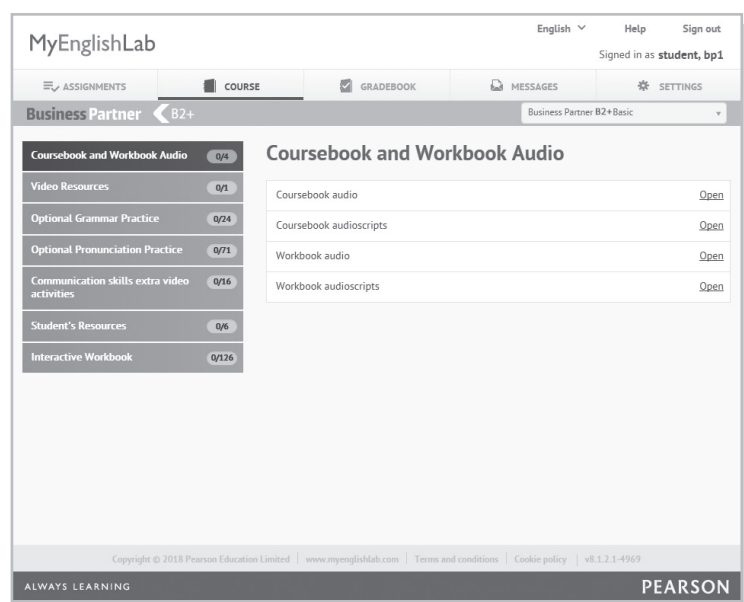 MyEnglishLab
English Help Sign out
Signed in as student, bp1
ASSIGNMENTS COURSE GRADEBOOK MESSAGES SETTINGS
Business Partner B2+
Business Partner B2+Basic
Coursebook and Workbook Audio 0/4
Video Resources 0/1
Optional Grammar Practice 0/24
Optional Pronunciation Practice 0/71
Communication skills extra video 0/16
activities
Student's Resources 0/6
Interactive Workbook 0/126
Coursebook and Workbook Audio
Coursebook audio Open
Coursebook audioscripts Open
Workbook audio Open
Workbook audioscripts Open
Copyright © 2018 Pearson Education Limited | www.myenglishlab.com | Terms and conditions | Cookie policy | v8.1.2.1-4969
ALWAYS LEARNING PEARSON